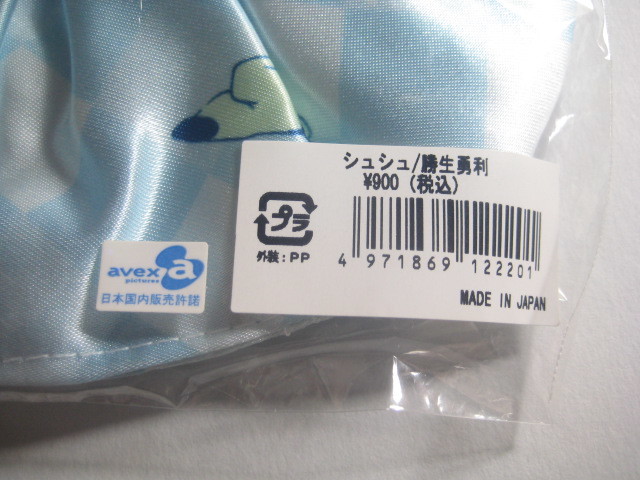 シュシュ/勝生勇利
¥900(税込)
プラ
外装:PP
4 971869 122201
MADE IN JAPAN
avex
pictures
a
日本国内販売許諾